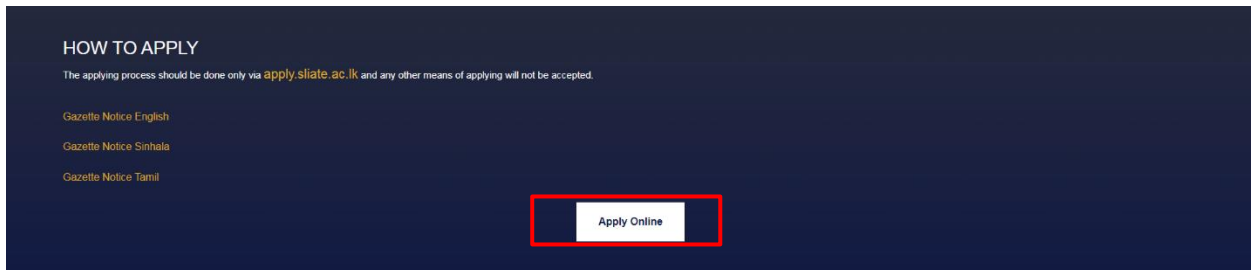 HOW TO APPLY
The applying process should be done only via apply.sliate.ac.lk and any other means of applying will not be accepted.
Gazette Notice English
Gazette Notice Sinhala
Gazette Notice Tamil
Apply Online